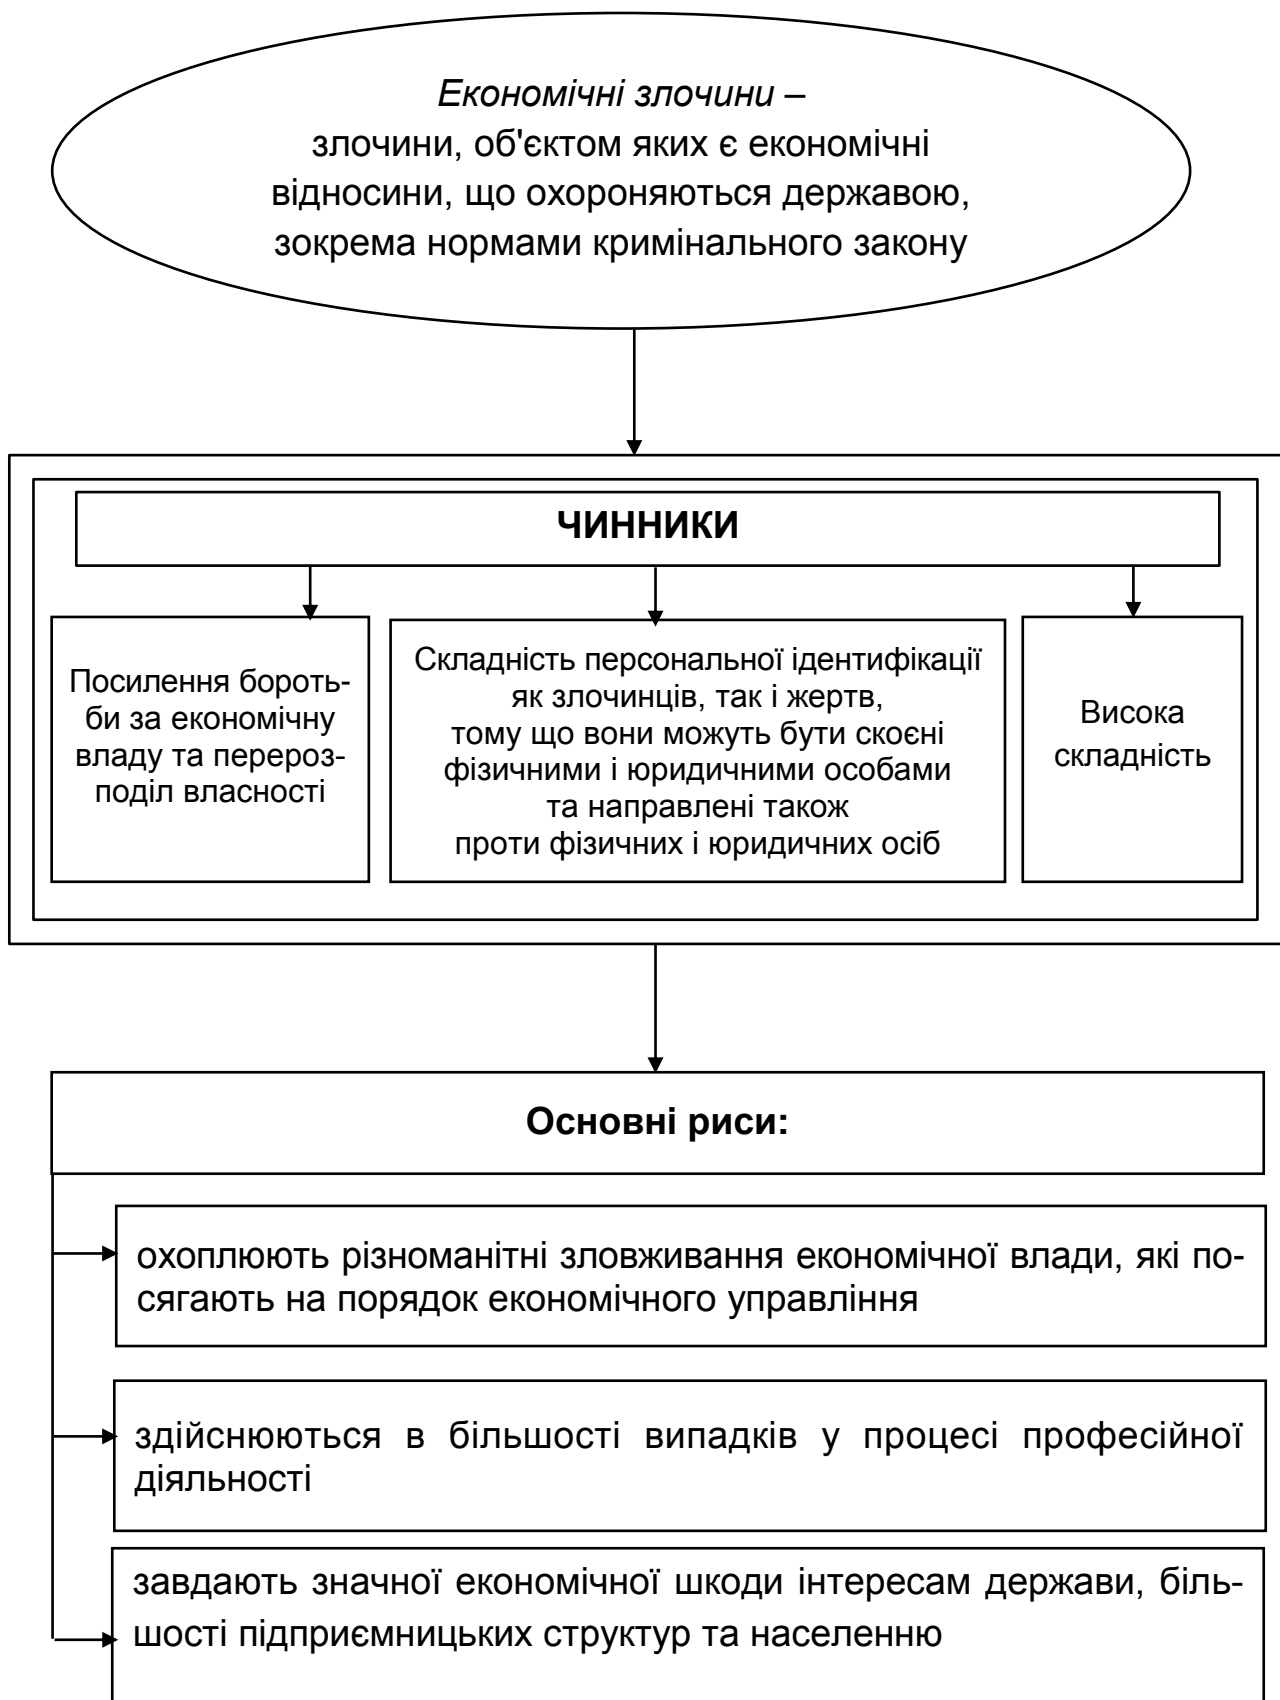 Економічні злочини –
злочини, об'єктом яких є економічні
відносини, що охороняються державою,
зокрема нормами кримінального закону
ЧИННИКИ
Посилення бороть-
би за економічну
владу та перероз-
поділ власності
Складність персональної ідентифікації
як злочинців, так і жертв,
тому що вони можуть бути скоєні
фізичними і юридичними особами
та направлені також
проти фізичних і юридичних осіб
Висока
складність
Основні риси:
охоплюють різноманітні зловживання економічної влади, які по-
сягають на порядок економічного управління
здійснюються в більшості випадків у процесі професійної
діяльності
завдають значної економічної шкоди інтересам держави, біль-
шості підприємницьких структур та населенню